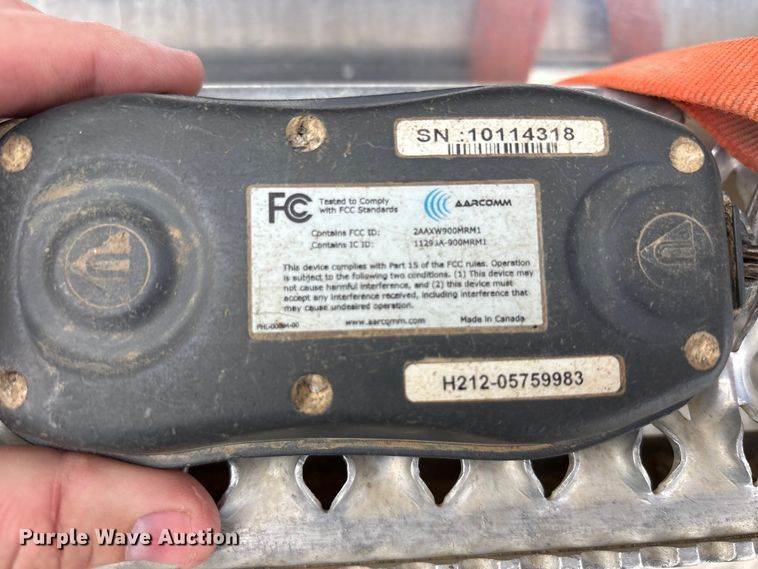 SN :10114318
FC Tested to Comply
with FCC Standards
AARCOMM
Contains FCC ID: 2AAXW900MRM1
Contains IC ID: 11293A-900MRM1
This device complies with Part 15 of the FCC rules. Operation
is subject to the following two conditions. (1) This device may
not cause harmful interference, and (2) this device must
accept any interference received, including interference that
may cause undesired operation.
www.aarcomm.com Made in Canada
H212-05759983
Purple Wave Auction